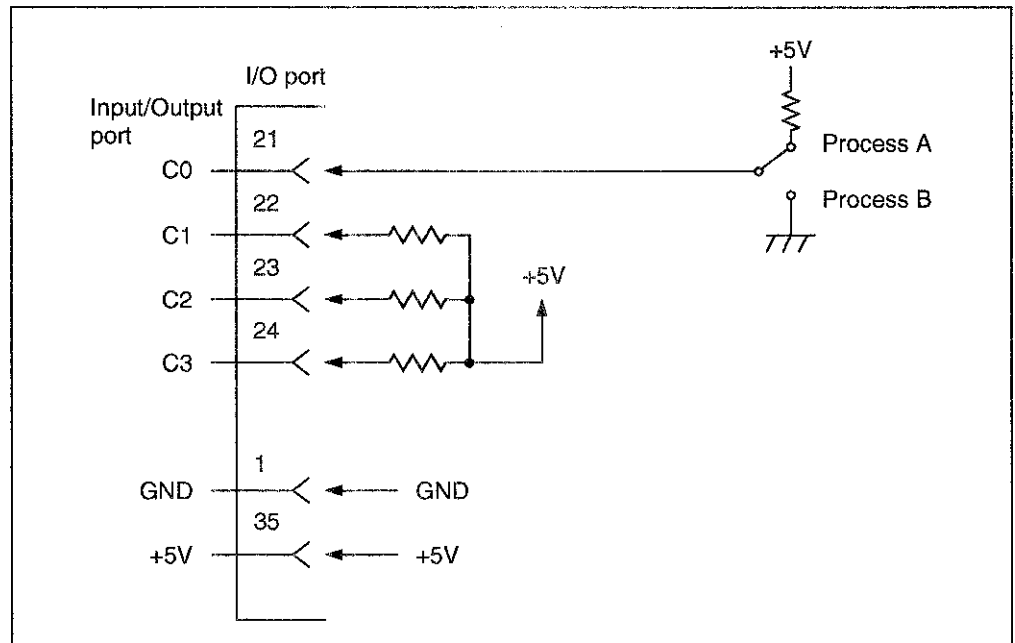 +5V
I/O port
Input/Output
port
21
Process A
C0
22
Process B
C1
23
+5V
C2
24
C3
1
GND
GND
35
+5V
+5V